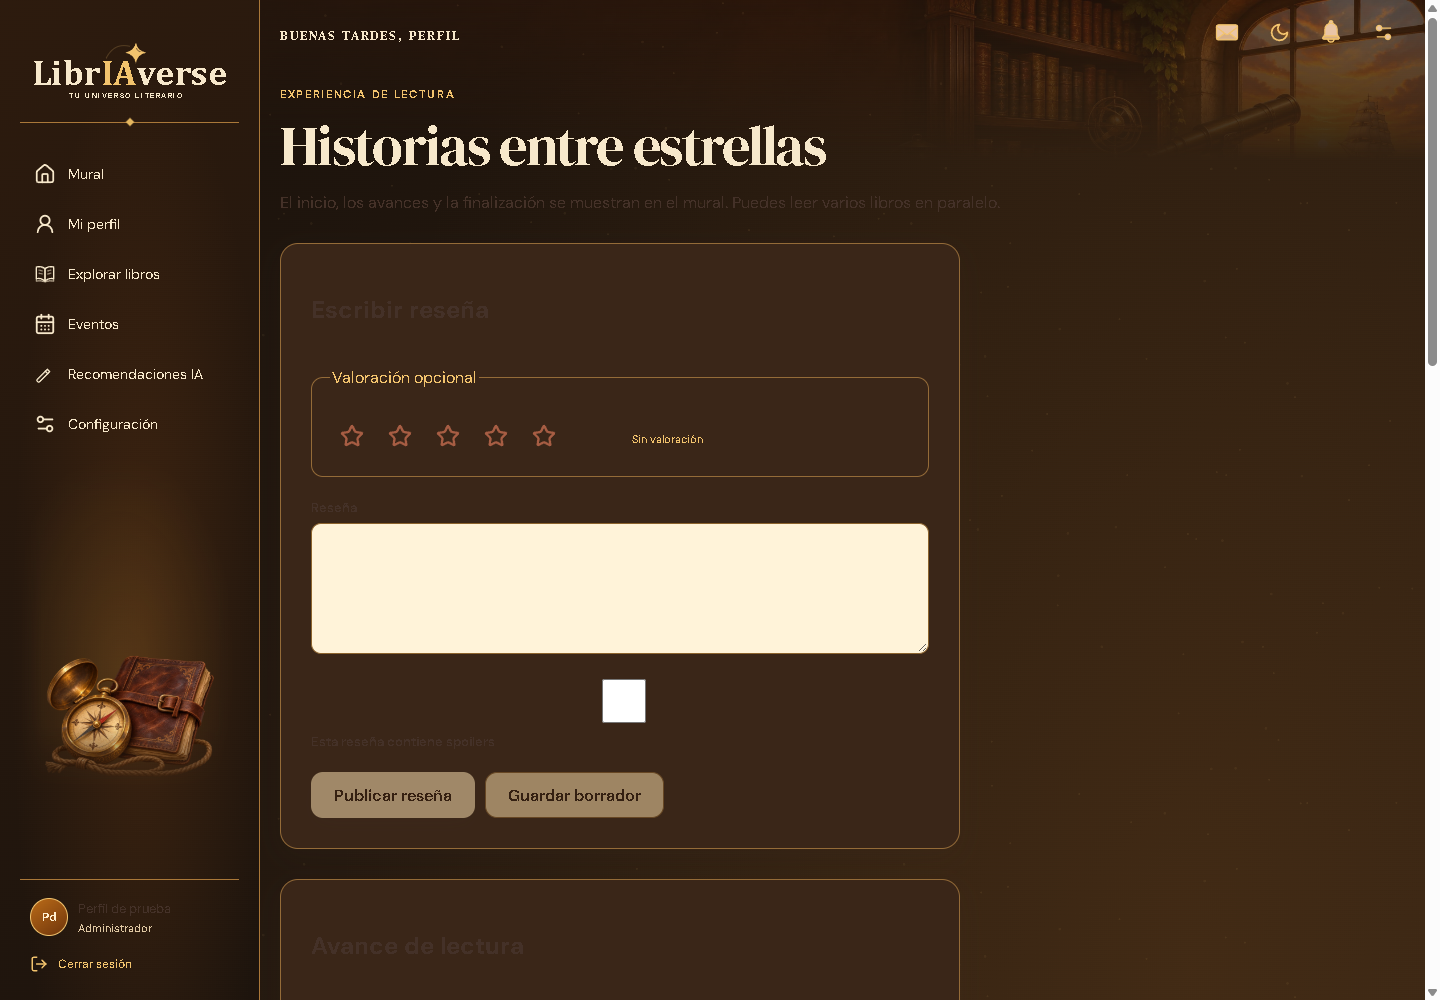 LibrIAverse
TU UNIVERSO LITERARIO
Mural
Mi perfil
Explorar libros
Eventos
Recomendaciones IA
Configuración
Pd
Perfil de prueba
Administrador
Cerrar sesión
BUENAS TARDES, PERFIL
EXPERIENCIA DE LECTURA
Historias entre estrellas
El inicio, los avances y la finalización se muestran en el mural. Puedes leer varios libros en paralelo.
Escribir reseña
Valoración opcional
Sin valoración
Reseña
Esta reseña contiene spoilers
Publicar reseña
Guardar borrador
Avance de lectura